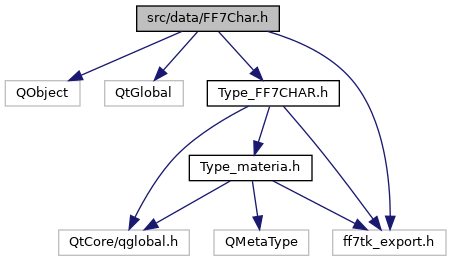 src/data/FF7Char.h
QObject
QtGlobal
Type_FF7CHAR.h
Type_materia.h
QtCore/qglobal.h
QMetaType
ff7tk_export.h